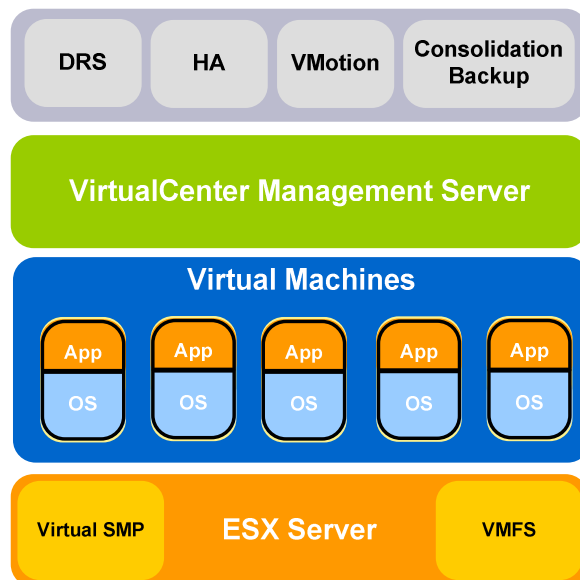 DRS
HA
VMotion
Consolidation
Backup
VirtualCenter Management Server
Virtual Machines
App
App
App
App
App
OS
OS
OS
OS
OS
Virtual SMP
ESX Server
VMFS